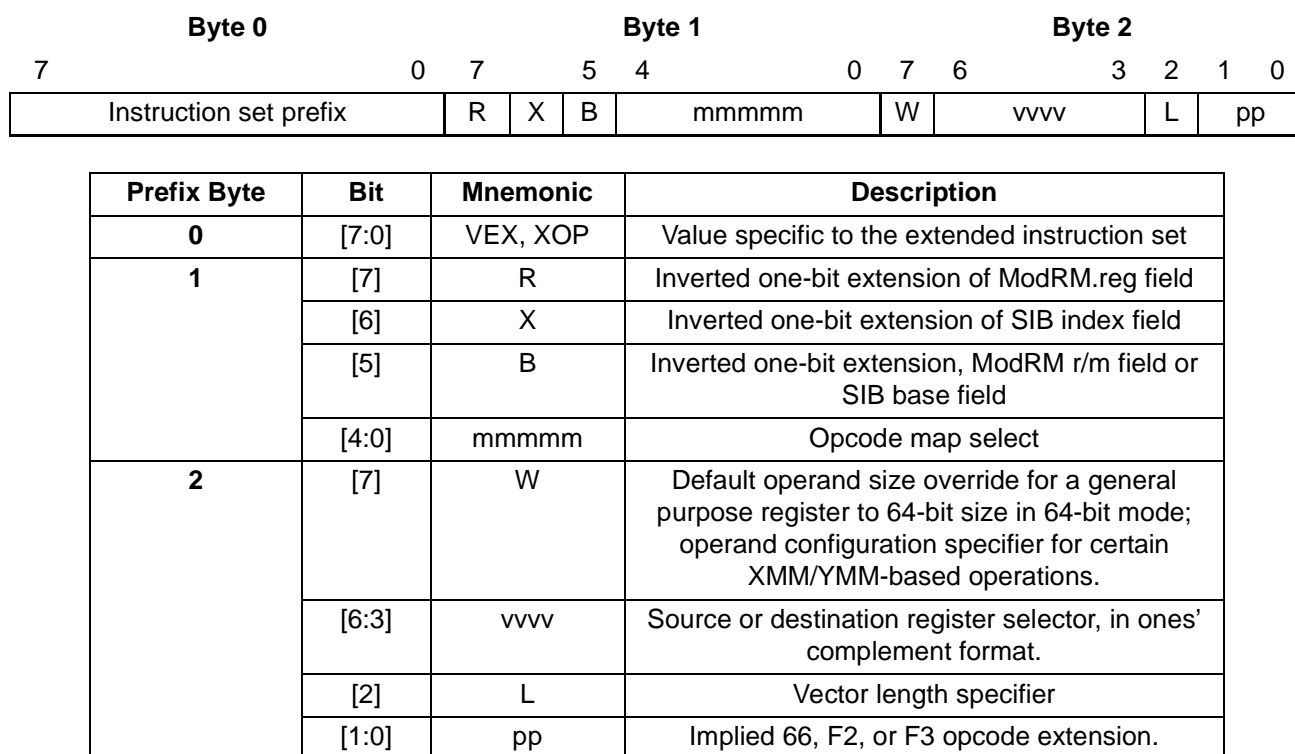 Byte 0 Byte 1 Byte 2
7 0 7 5 4 0 7 6 3 2 1 0
Instruction set prefix R X B mmmmm W vvvv L pp
Prefix Byte Bit Mnemonic Description
0 [7:0] VEX, XOP Value specific to the extended instruction set
1 [7] R Inverted one-bit extension of ModRM.reg field
[6] X Inverted one-bit extension of SIB index field
[5] B Inverted one-bit extension, ModRM r/m field or
SIB base field
[4:0] mmmmm Opcode map select
2 [7] W Default operand size override for a general
purpose register to 64-bit size in 64-bit mode;
operand configuration specifier for certain
XMM/YMM-based operations.
[6:3] vvvv Source or destination register selector, in ones’
complement format.
[2] L Vector length specifier
[1:0] pp Implied 66, F2, or F3 opcode extension.